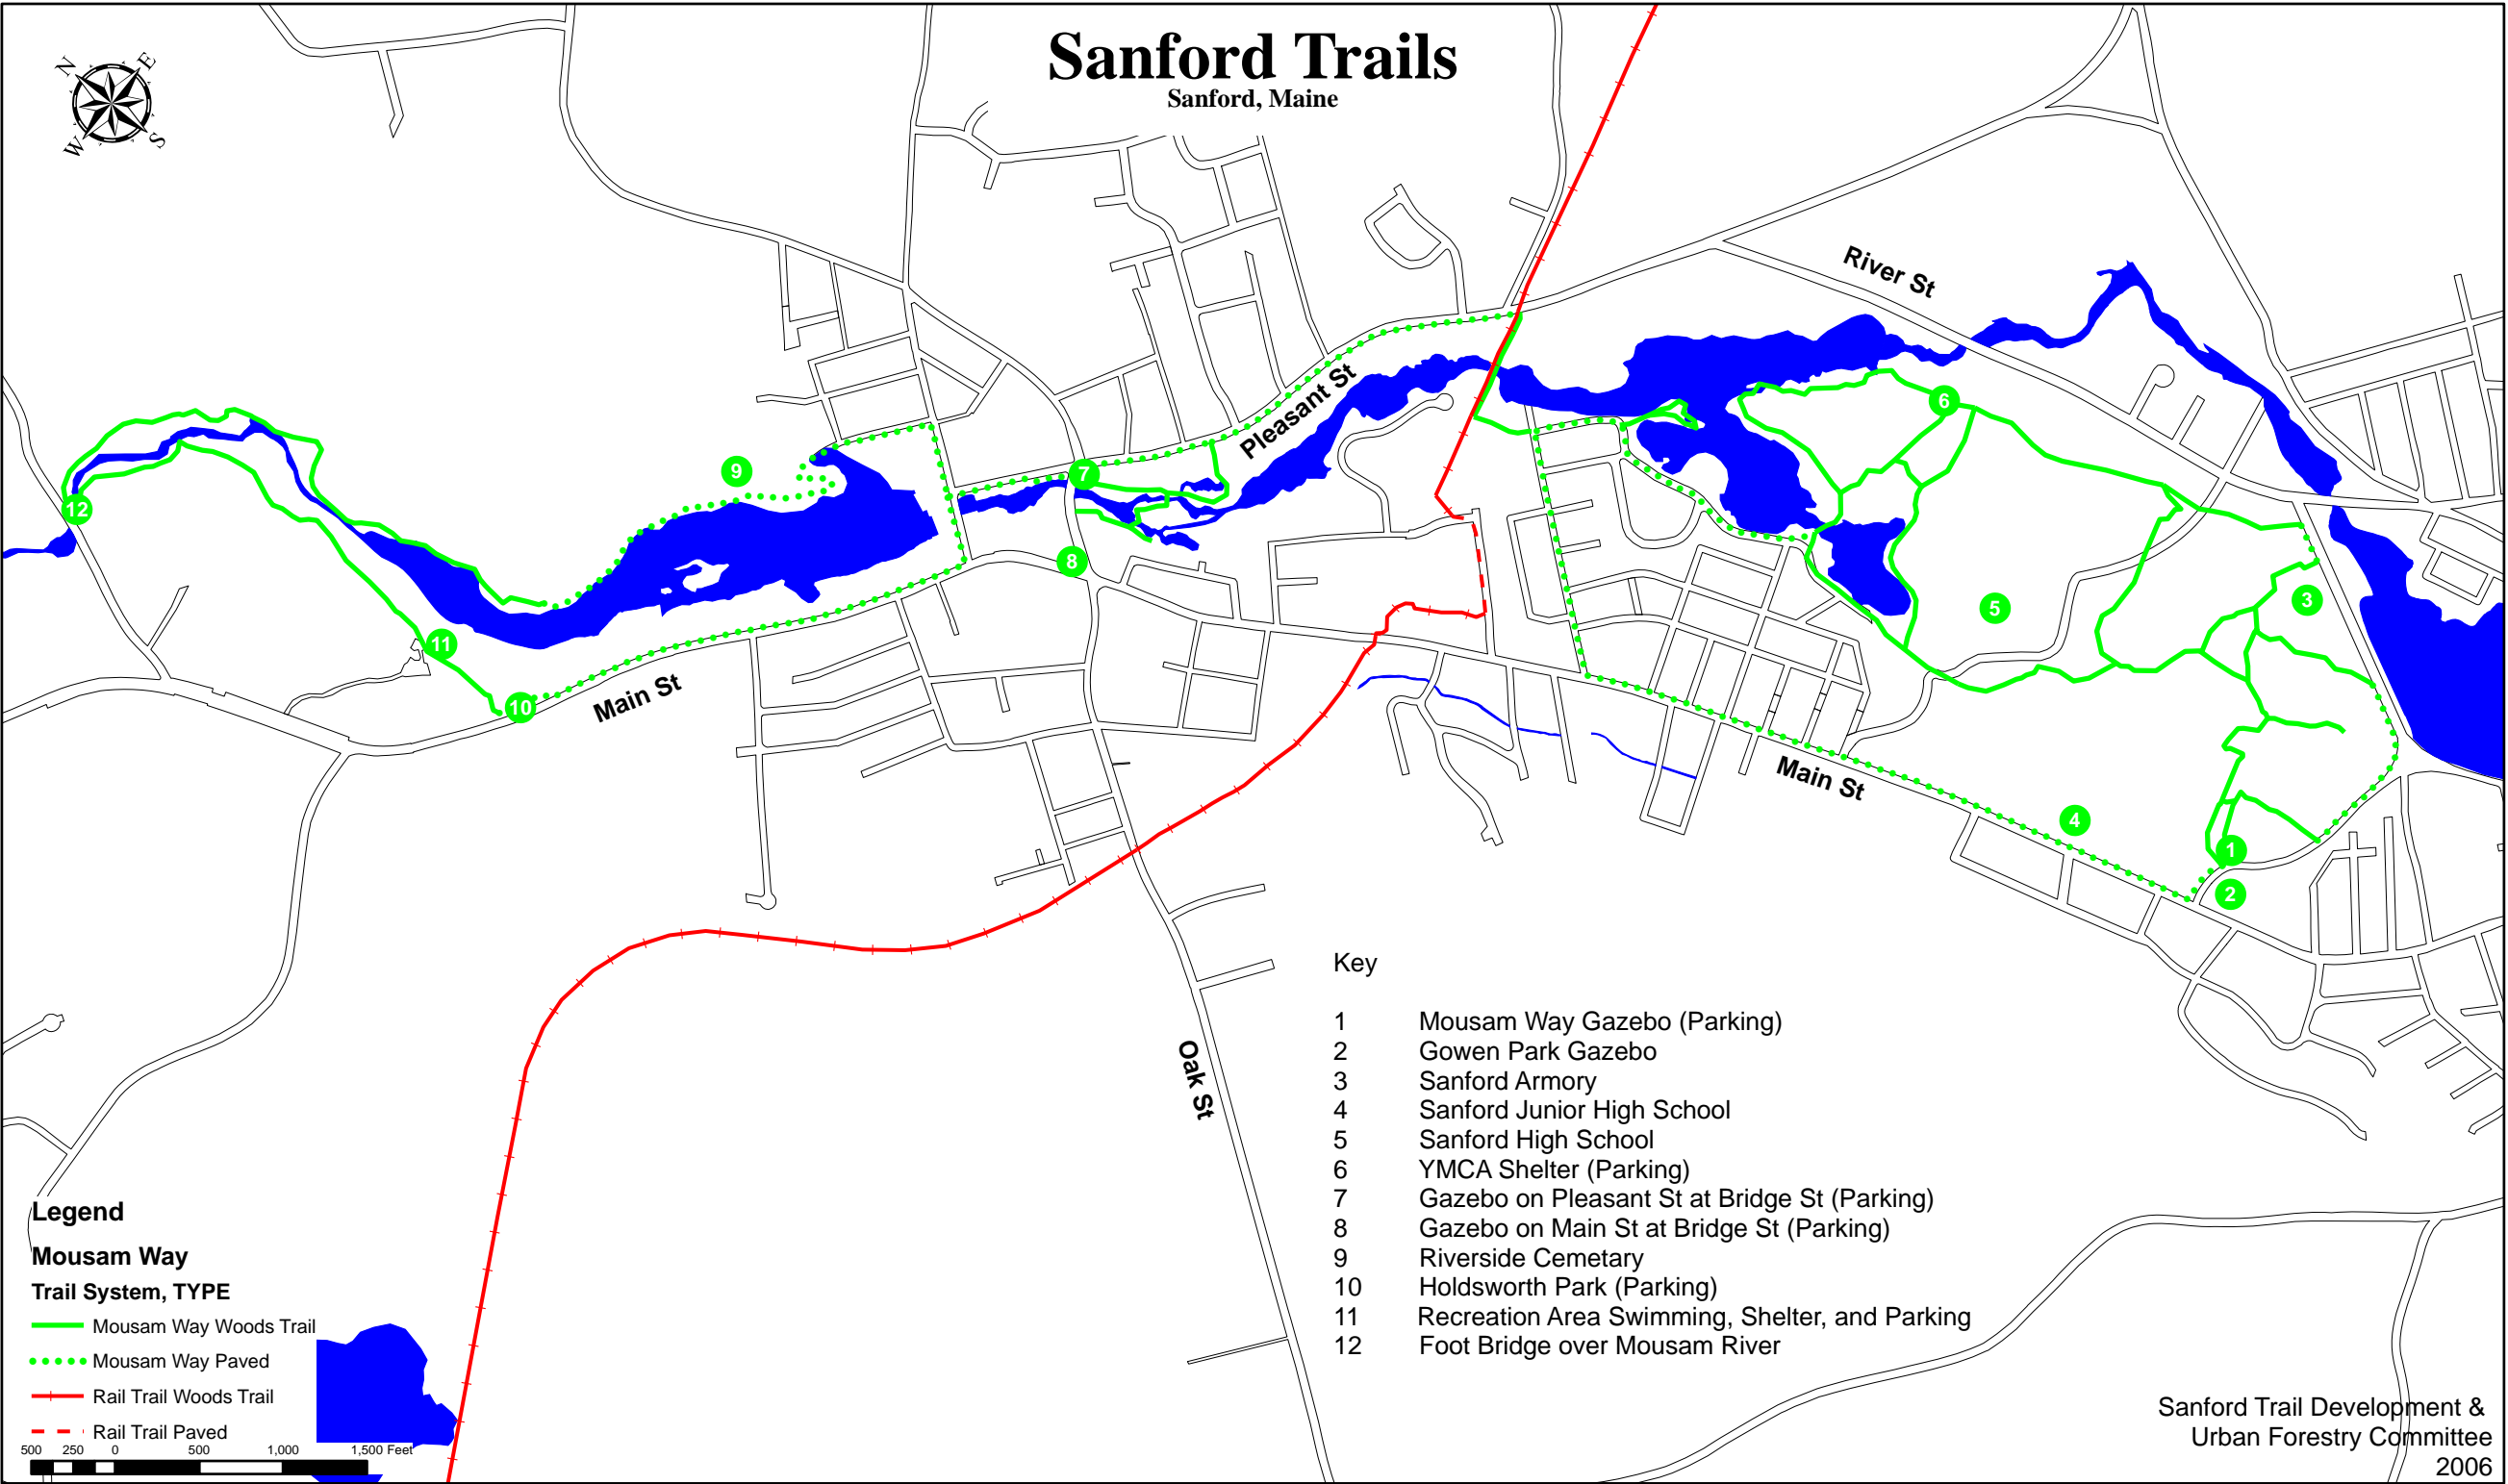 Sanford Trails
Sanford, Maine
N
E
W
S
River St
Pleasant St
6
9
7
12
8
3
5
11
10
Main St
Main St
4
1
2
Oak St
Key
1 Mousam Way Gazebo (Parking)
2 Gowen Park Gazebo
3 Sanford Armory
4 Sanford Junior High School
5 Sanford High School
6 YMCA Shelter (Parking)
7 Gazebo on Pleasant St at Bridge St (Parking)
8 Gazebo on Main St at Bridge St (Parking)
9 Riverside Cemetary
10 Holdsworth Park (Parking)
11 Recreation Area Swimming, Shelter, and Parking
12 Foot Bridge over Mousam River
Legend
Mousam Way
Trail System, TYPE
Mousam Way Woods Trail
Mousam Way Paved
Rail Trail Woods Trail
Rail Trail Paved
500 250 0 500 1,000 1,500 Feet
Sanford Trail Development &
Urban Forestry Committee
2006